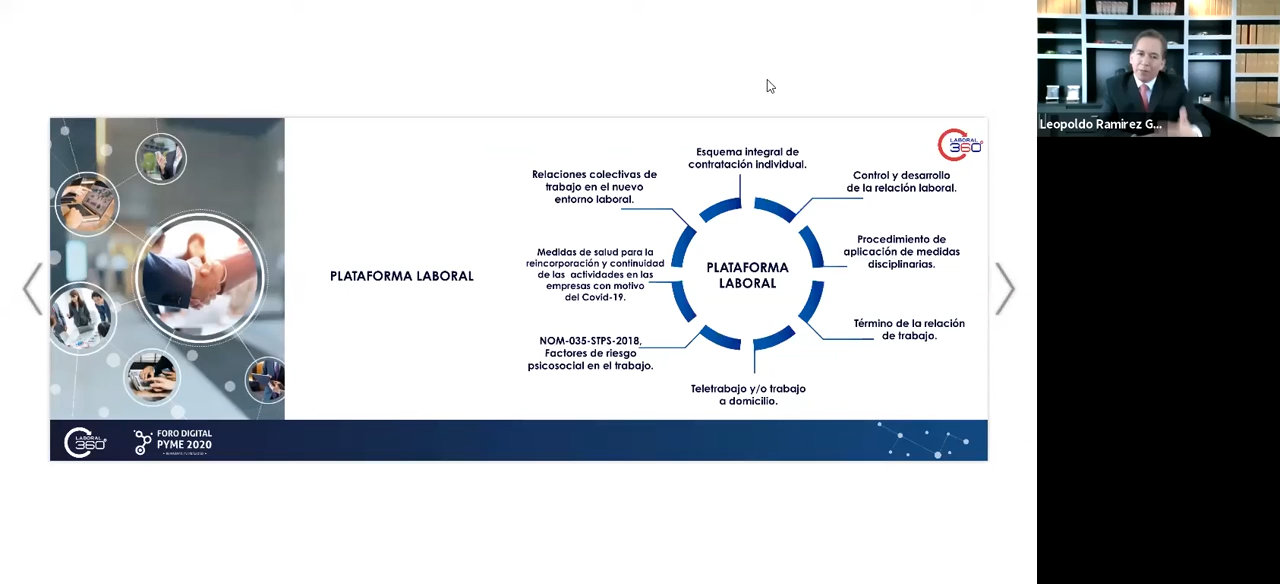 Leopoldo Ramirez G...
LABORAL
360°
Esquema integral de
contratación individual.
Relaciones colectivas de
trabajo en el nuevo
entorno laboral.
Control y desarrollo
de la relación laboral.
Medidas de salud para la
reincorporación y continuidad
de las actividades en las
empresas con motivo
del Covid-19.
Procedimiento de
aplicación de medidas
disciplinarias.
PLATAFORMA LABORAL
PLATAFORMA
LABORAL
NOM-035-STPS-2018,
Factores de riesgo
psicosocial en el trabajo.
Término de la relación
de trabajo.
Teletrabajo y/o trabajo
a domicilio.
LABORAL
360°
FORO DIGITAL
PYME 2020